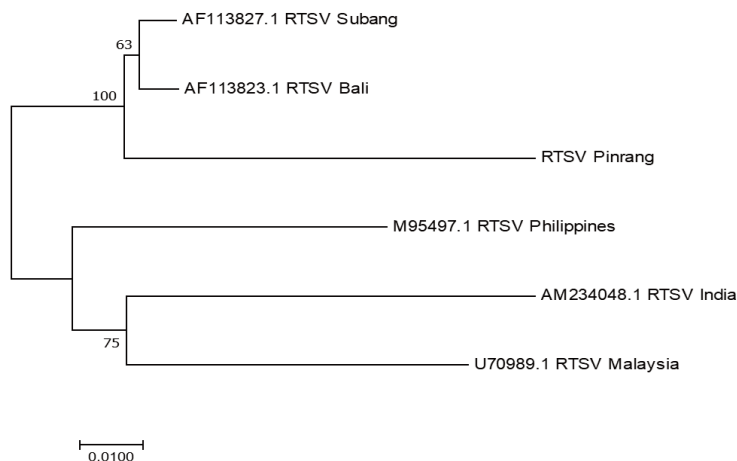 AF113827.1 RTSV Subang
63
AF113823.1 RTSV Bali
100
RTSV Pinrang
M95497.1 RTSV Philippines
AM234048.1 RTSV India
75
U70989.1 RTSV Malaysia
0.0100